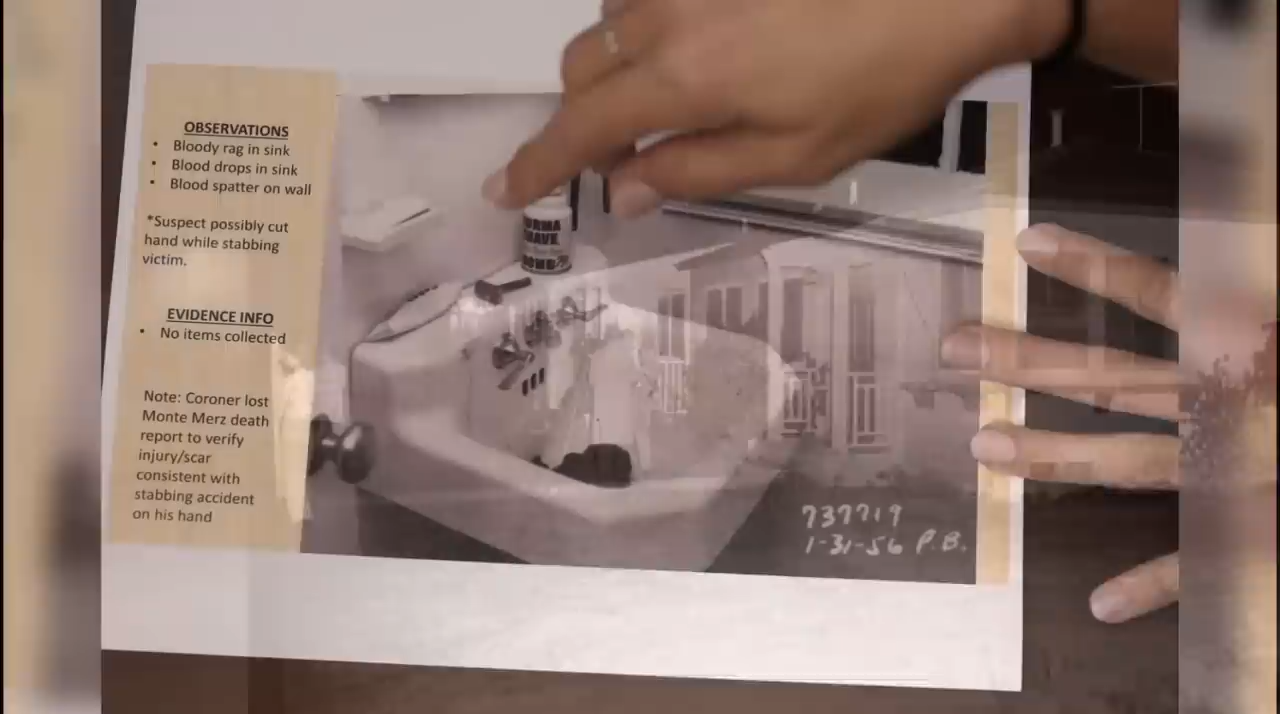 OBSERVATIONS
• Bloody rag in sink
• Blood drops in sink
• Blood spatter on wall
*Suspect possibly cut
hand while stabbing
victim.
EVIDENCE INFO
• No items collected
Note: Coroner lost
Monte Merz death
report to verify
injury/scar
consistent with
stabbing accident
on his hand
737719
1-31-56 P.B.